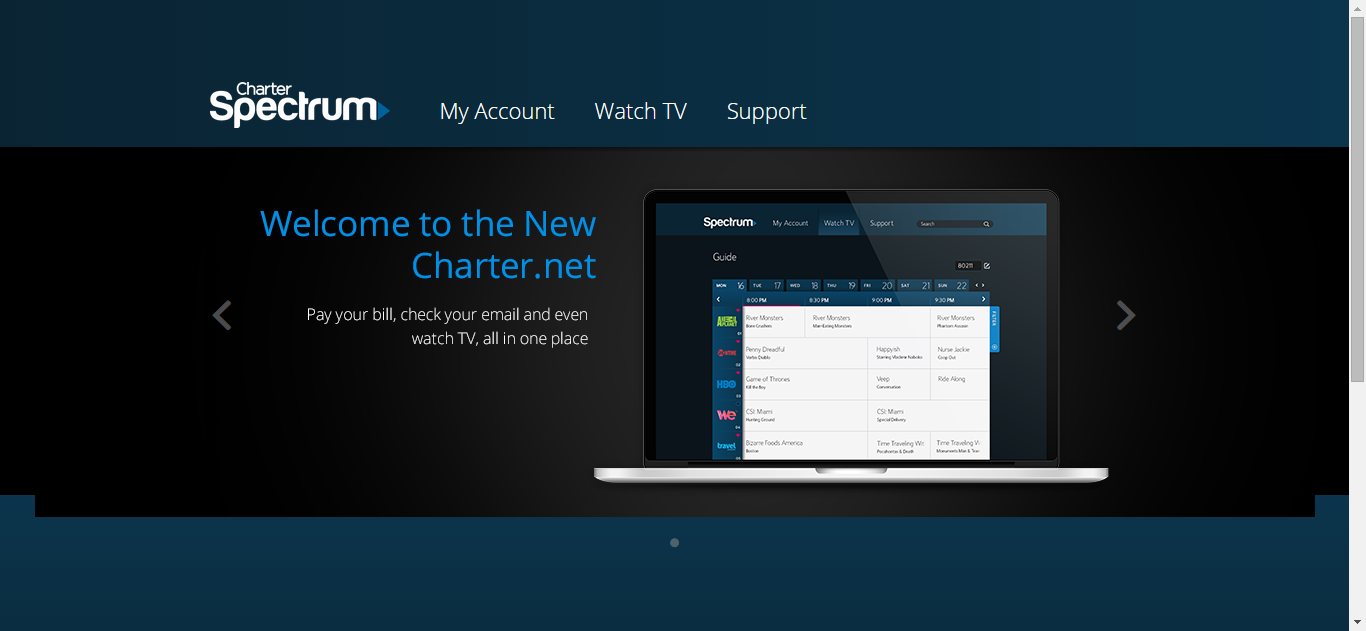 Charter
Spectrum
My Account
Watch TV
Support
Welcome to the New
Charter.net
Pay your bill, check your email and even
watch TV, all in one place
Spectrum
My Account
Watch TV
Support
Search
Guide
80211
MON 16 TUE 17 WED 18 THU 19 FRI 20 SAT 21 SUN 22
8:00 PM 8:30 PM 9:00 PM 9:30 PM
FILTER
River Monsters River Monsters River Monsters
Bone Crushers Man-Eating Monsters Phantom Assassin
Penny Dreadful Happyish Nurse Jackie
SHOWTIME
Verbis Diablo Starring Vladimir Nabokov Coop Out
HBO
Game of Thrones Veep Ride Along
Kill the Boy Conversation
WE
CSI: Miami CSI: Miami
Hunting Ground Special Delivery
travel
Bizarre Foods America Time Traveling Time Traveling
Boston Pocahontas & Death Monuments Man &